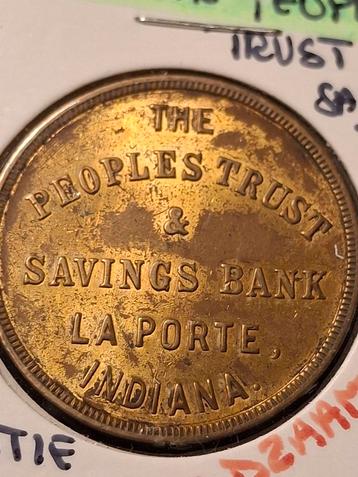 TRUST
THE
PEOPLES TRUST
&
SAVINGS BANK
LA PORTE,
INDIANA.